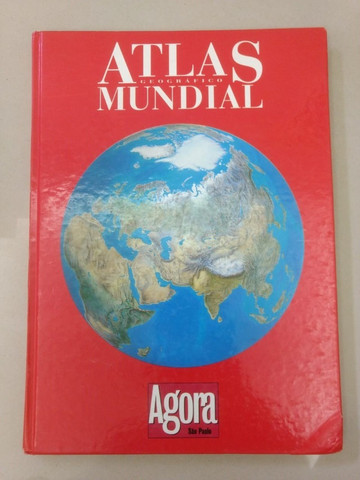 ATLAS
GEOGRÁFICO
MUNDIAL
Agora
São Paulo